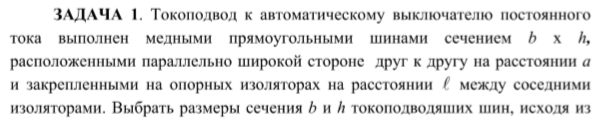 ЗАДАЧА 1. Токоподвод к автоматическому выключателю постоянного
тока выполнен медными прямоугольными шинами сечением b x h,
расположенными параллельно широкой стороне друг к другу на расстоянии a
и закрепленными на опорных изоляторах на расстоянии ℓ между соседними
изоляторами. Выбрать размеры сечения b и h токоподводяших шин, исходя из